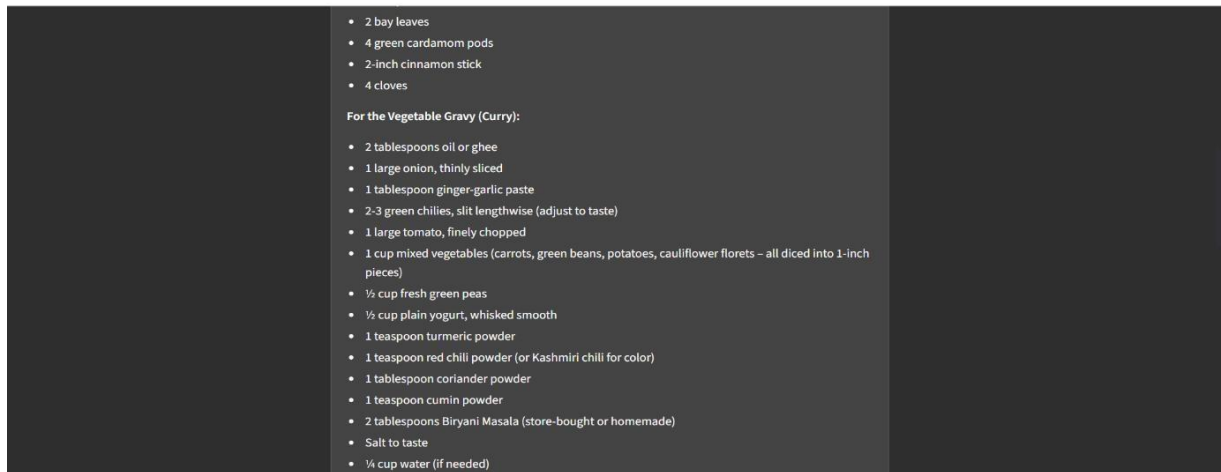 • 2 bay leaves
• 4 green cardamom pods
• 2-inch cinnamon stick
• 4 cloves
For the Vegetable Gravy (Curry):
• 2 tablespoons oil or ghee
• 1 large onion, thinly sliced
• 1 tablespoon ginger-garlic paste
• 2-3 green chilies, slit lengthwise (adjust to taste)
• 1 large tomato, finely chopped
• 1 cup mixed vegetables (carrots, green beans, potatoes, cauliflower florets – all diced into 1-inch
pieces)
• ½ cup fresh green peas
• ½ cup plain yogurt, whisked smooth
• 1 teaspoon turmeric powder
• 1 teaspoon red chili powder (or Kashmiri chili for color)
• 1 tablespoon coriander powder
• 1 teaspoon cumin powder
• 2 tablespoons Biryani Masala (store-bought or homemade)
• Salt to taste
• ¼ cup water (if needed)